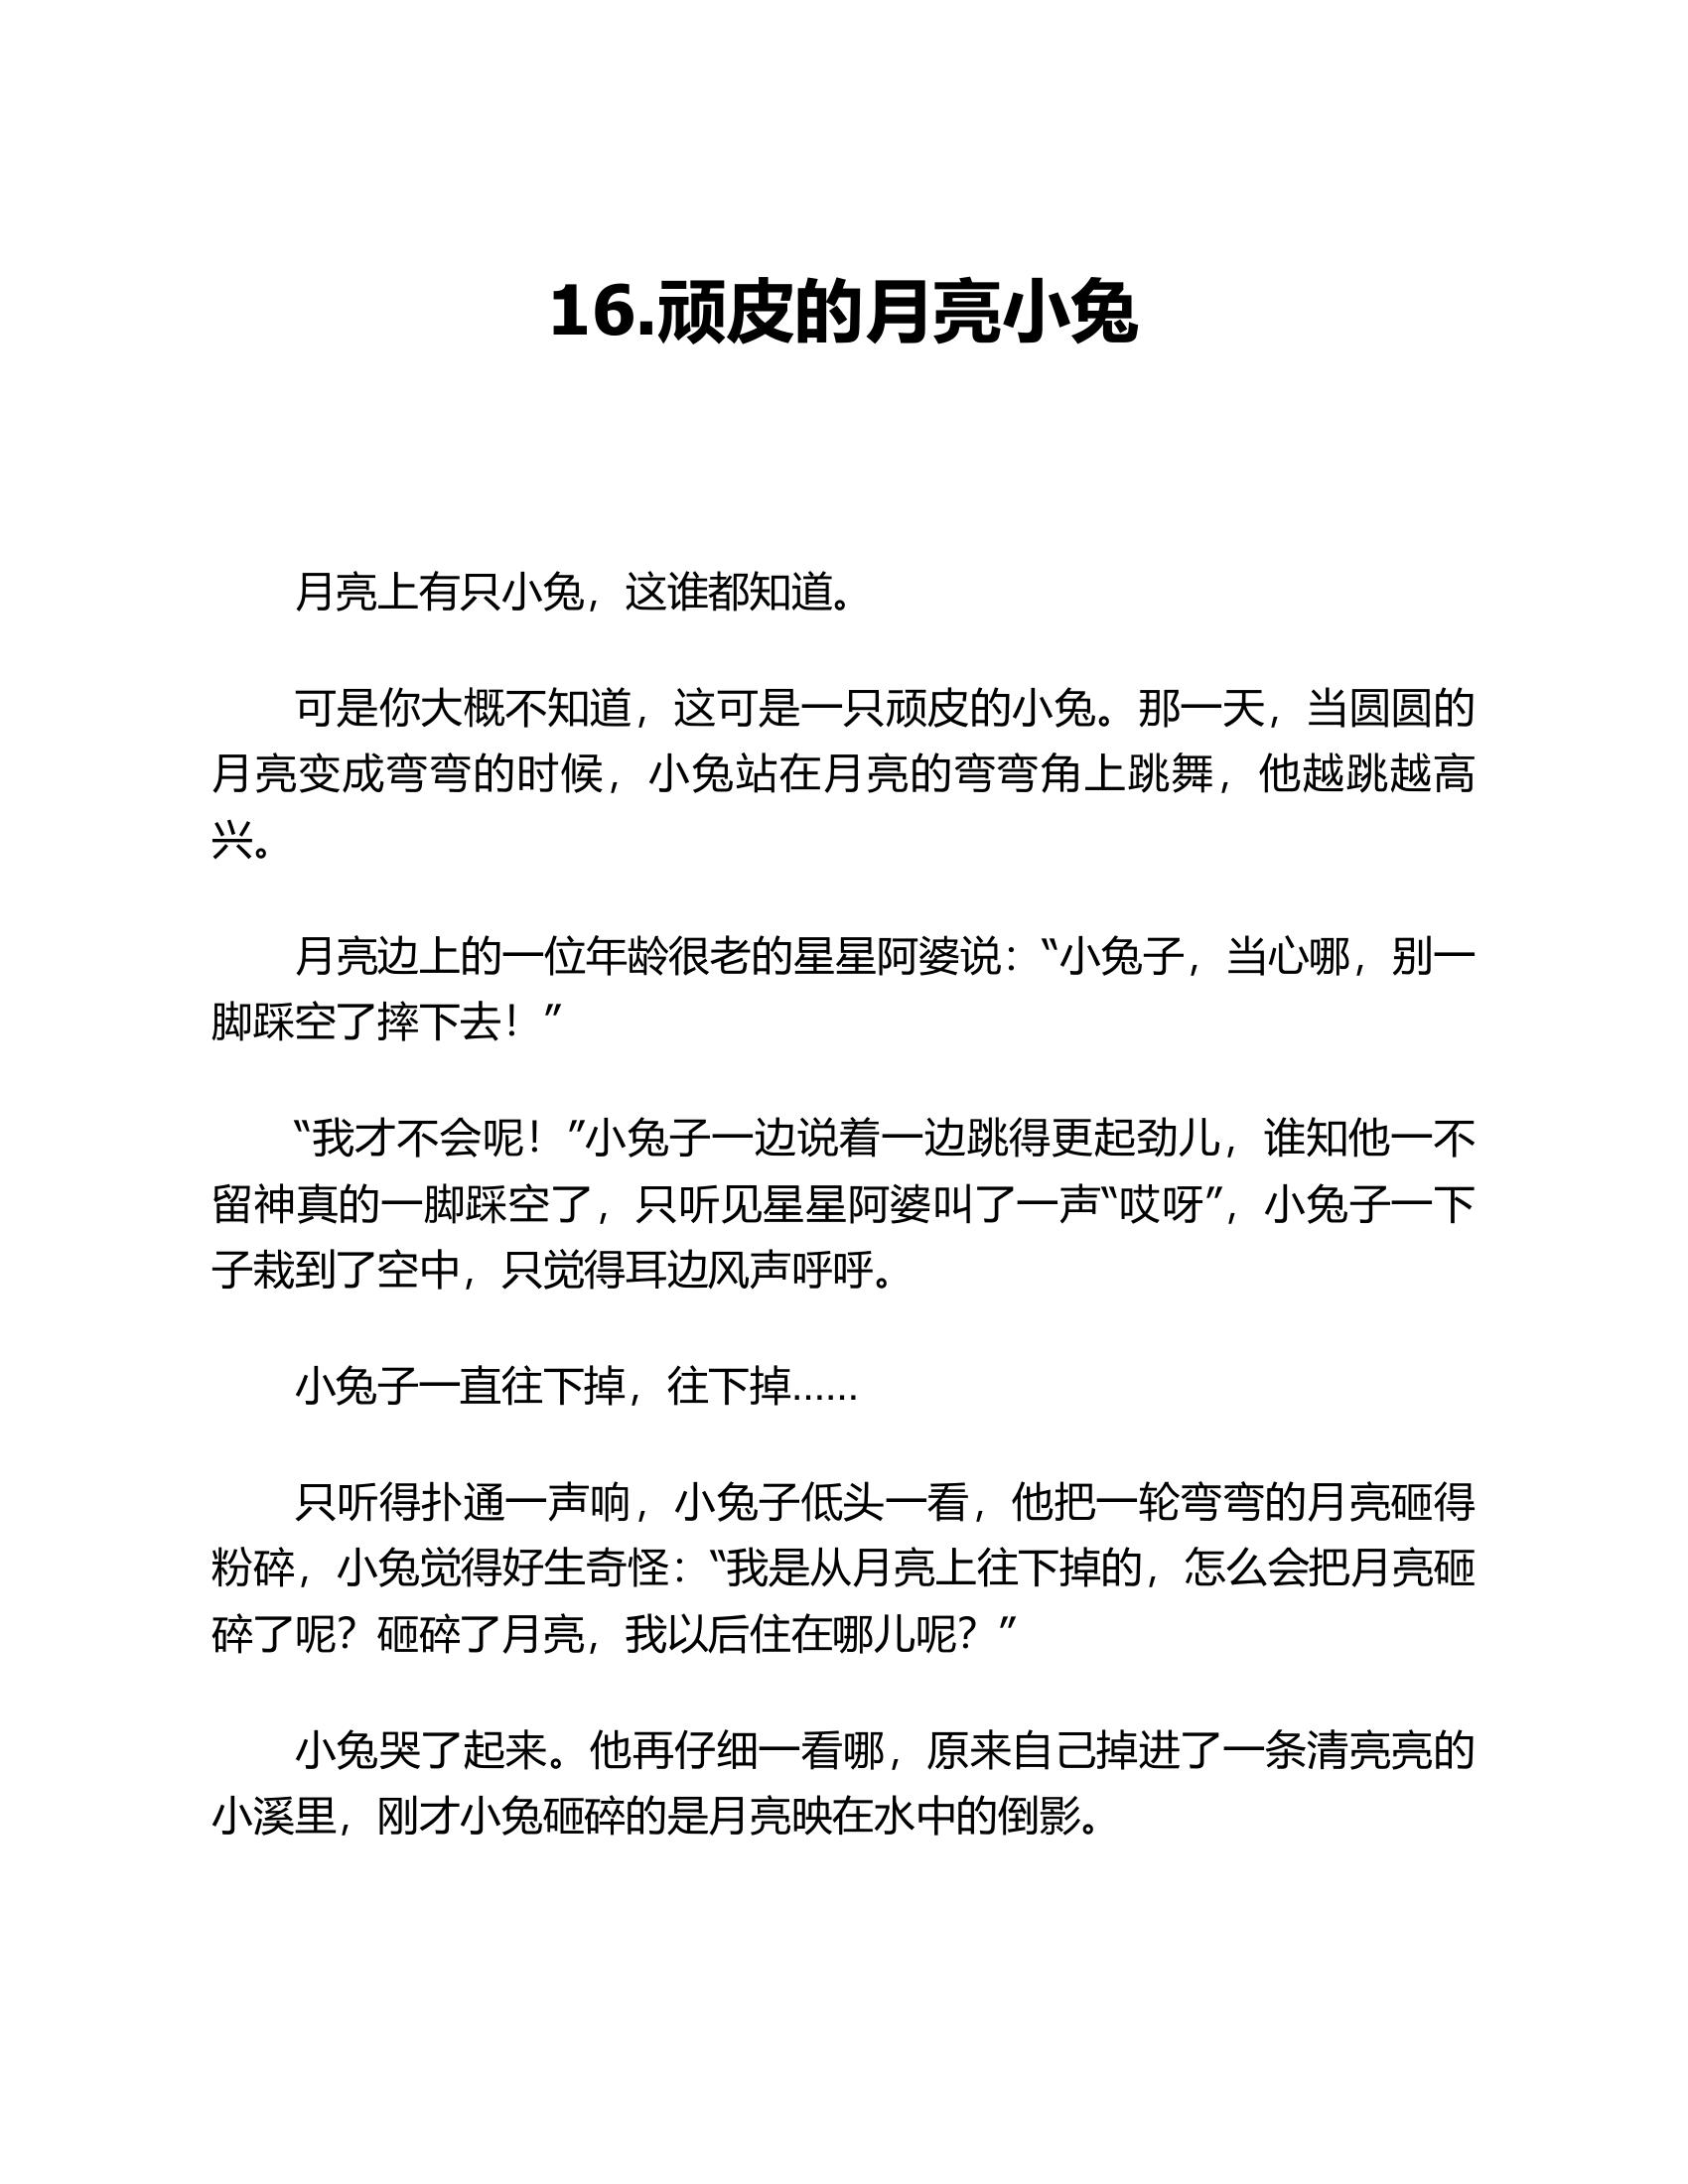 16.顽皮的月亮小兔
月亮上有只小兔，这谁都知道。
可是你大概不知道，这可是一只顽皮的小兔。那一天，当圆圆的
月亮变成弯弯的时候，小兔站在月亮的弯弯角上跳舞，他越跳越高
兴。
月亮边上的一位年龄很老的星星阿婆说：“小兔子，当心哪，别一
脚踩空了摔下去！”
“我才不会呢！”小兔子一边说着一边跳得更起劲儿，谁知他一不
留神真的一脚踩空了，只听见星星阿婆叫了一声“哎呀”，小兔子一下
子栽到了空中，只觉得耳边风声呼呼。
小兔子一直往下掉，往下掉……
只听得扑通一声响，小兔子低头一看，他把一轮弯弯的月亮砸得
粉碎，小兔觉得好生奇怪：“我是从月亮上往下掉的，怎么会把月亮砸
碎了呢？砸碎了月亮，我以后住在哪儿呢？”
小兔哭了起来。他再仔细一看哪，原来自己掉进了一条清亮亮的
小溪里，刚才小兔砸碎的是月亮映在水中的倒影。